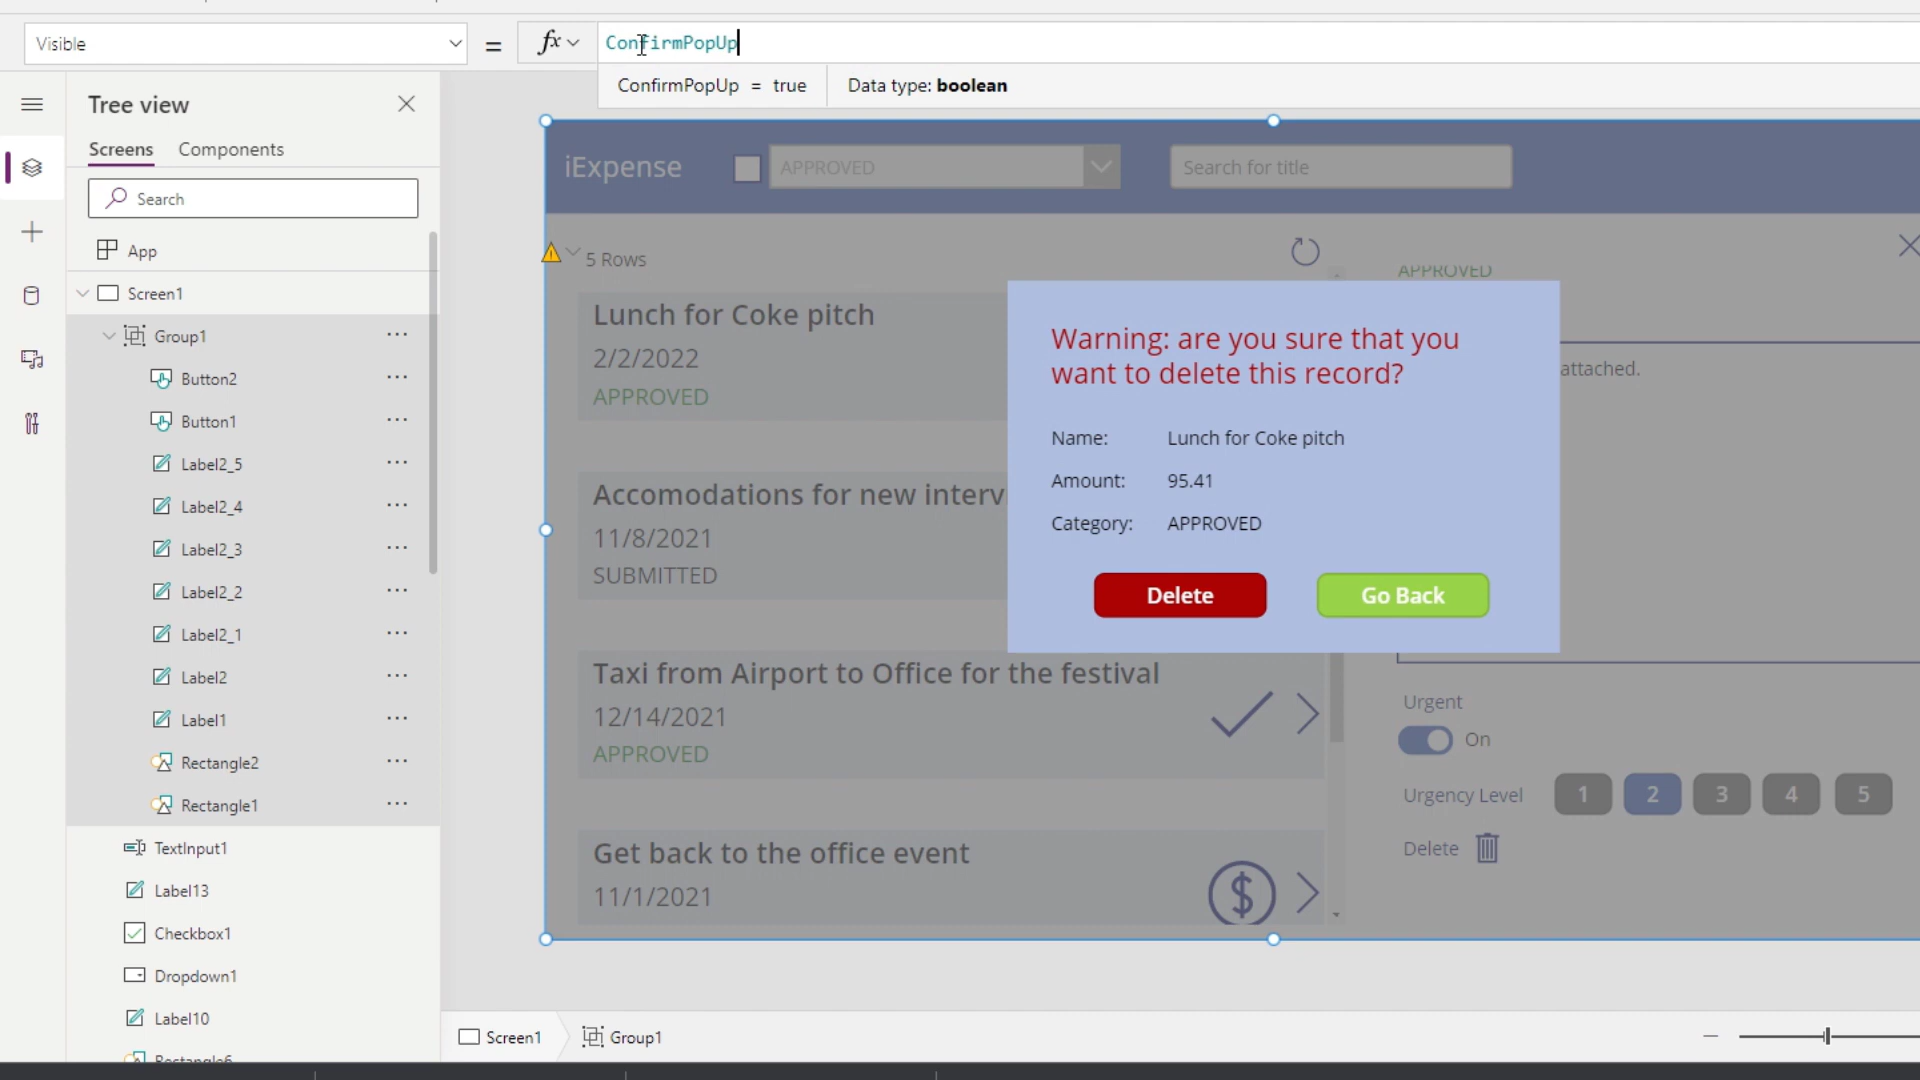 Visible
=
fx
ConfirmPopUp
ConfirmPopUp = true
Data type: boolean
Tree view
Screens
Components
Search
App
Screen1
Group1
Button2
Button1
Label2_5
Label2_4
Label2_3
Label2_2
Label2_1
Label2
Label1
Rectangle2
Rectangle1
TextInput1
Label13
Checkbox1
Dropdown1
Label10
Rectangle6
iExpense
APPROVED
Search for title
5 Rows
Lunch for Coke pitch
2/2/2022
APPROVED
Accomodations for new interv
11/8/2021
SUBMITTED
Taxi from Airport to Office for the festival
12/14/2021
APPROVED
Get back to the office event
11/1/2021
APPROVED
attached.
Warning: are you sure that you
want to delete this record?
Name: Lunch for Coke pitch
Amount: 95.41
Category: APPROVED
Delete
Go Back
Urgent
On
Urgency Level 1 2 3 4 5
Delete
Screen1
Group1